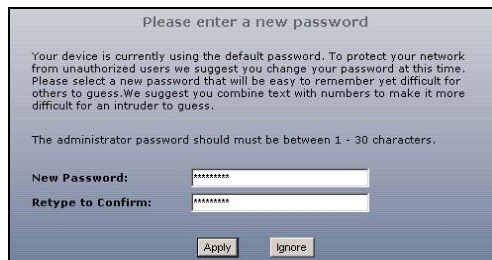 Please enter a new password
Your device is currently using the default password. To protect your network
from unauthorized users we suggest you change your password at this time.
Please select a new password that will be easy to remember yet difficult for
others to guess.We suggest you combine text with numbers to make it more
difficult for an intruder to guess.
The administrator password should must be between 1 - 30 characters.
New Password: *********
Retype to Confirm: *********
Apply Ignore